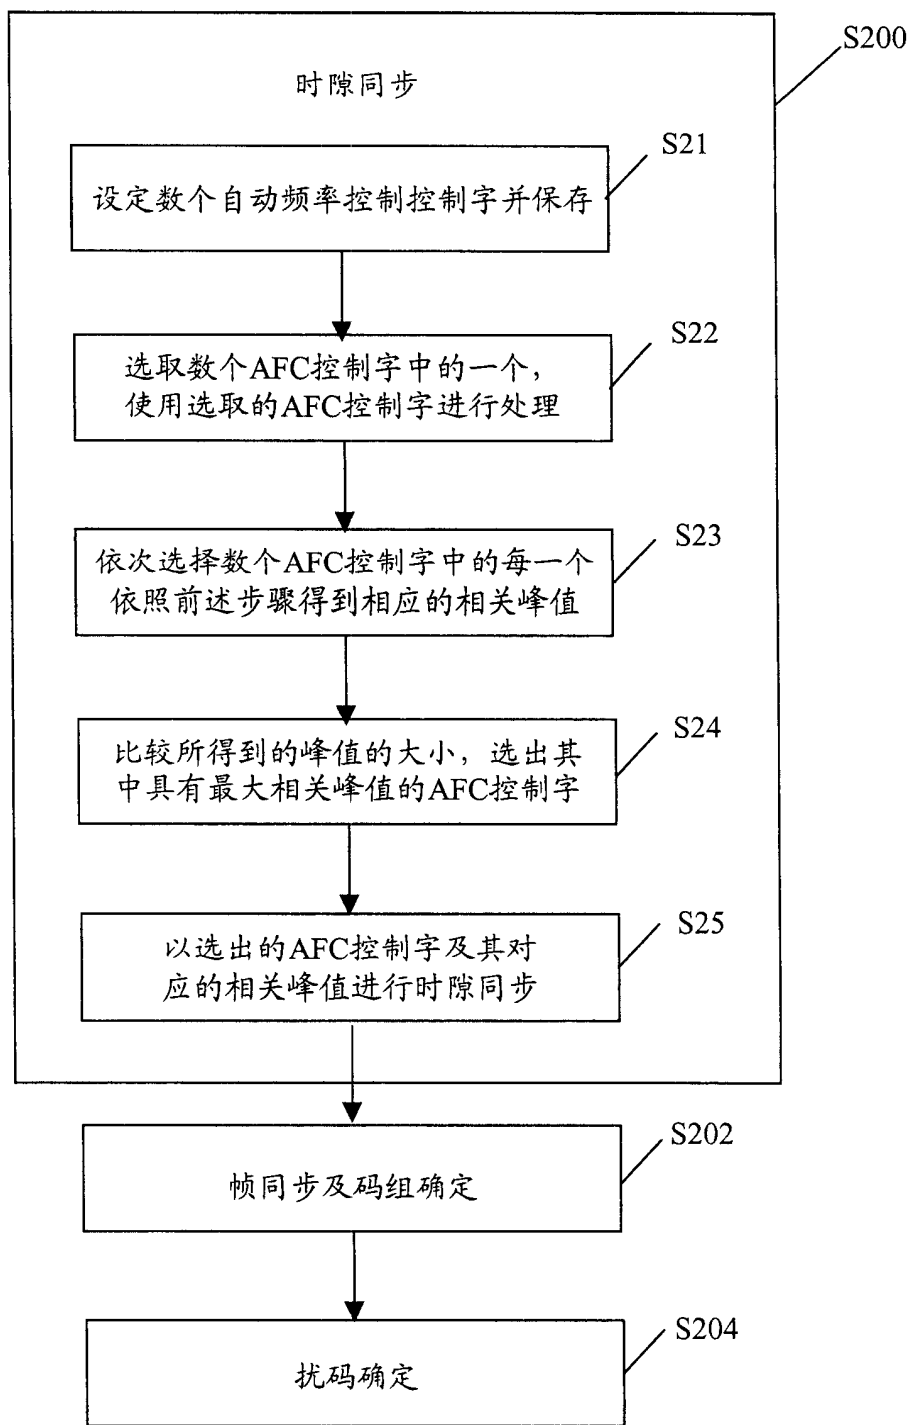 S200
时隙同步
S21
设定数个自动频率控制控制字并保存
S22
选取数个AFC控制字中的一个，
使用选取的AFC控制字进行处理
S23
依次选择数个AFC控制字中的每一个
依照前述步骤得到相应的相关峰值
S24
比较所得到的峰值的大小，选出其
中具有最大相关峰值的AFC控制字
S25
以选出的AFC控制字及其对
应的相关峰值进行时隙同步
S202
帧同步及码组确定
S204
扰码确定